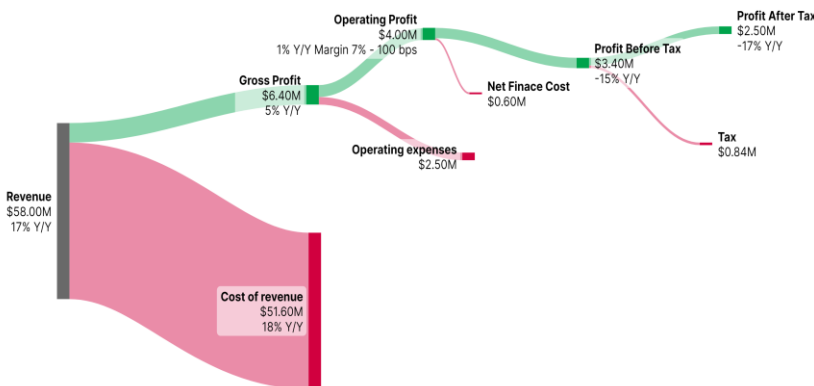 Operating Profit
$4.00M
1% Y/Y Margin 7% - 100 bps
Profit After Tax
$2.50M
-17% Y/Y
Profit Before Tax
$3.40M
-15% Y/Y
Gross Profit
$6.40M
5% Y/Y
Net Finace Cost
$0.60M
Operating expenses
$2.50M
Tax
$0.84M
Revenue
$58.00M
17% Y/Y
Cost of revenue
$51.60M
18% Y/Y